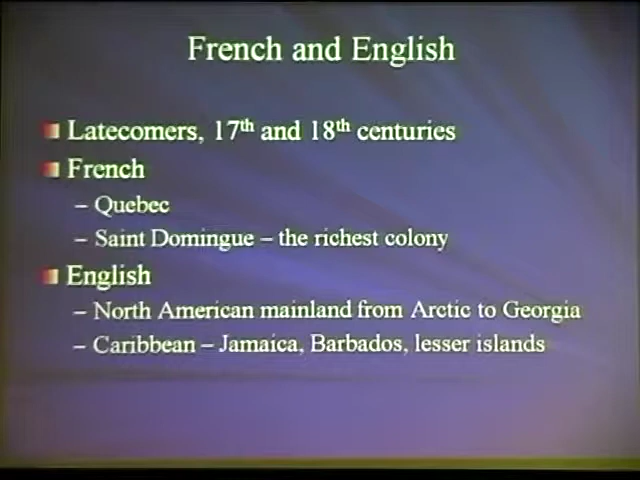 French and English
Latecomers, 17th and 18th centuries
French
– Quebec
– Saint Domingue – the richest colony
English
– North American mainland from Arctic to Georgia
– Caribbean – Jamaica, Barbados, lesser islands